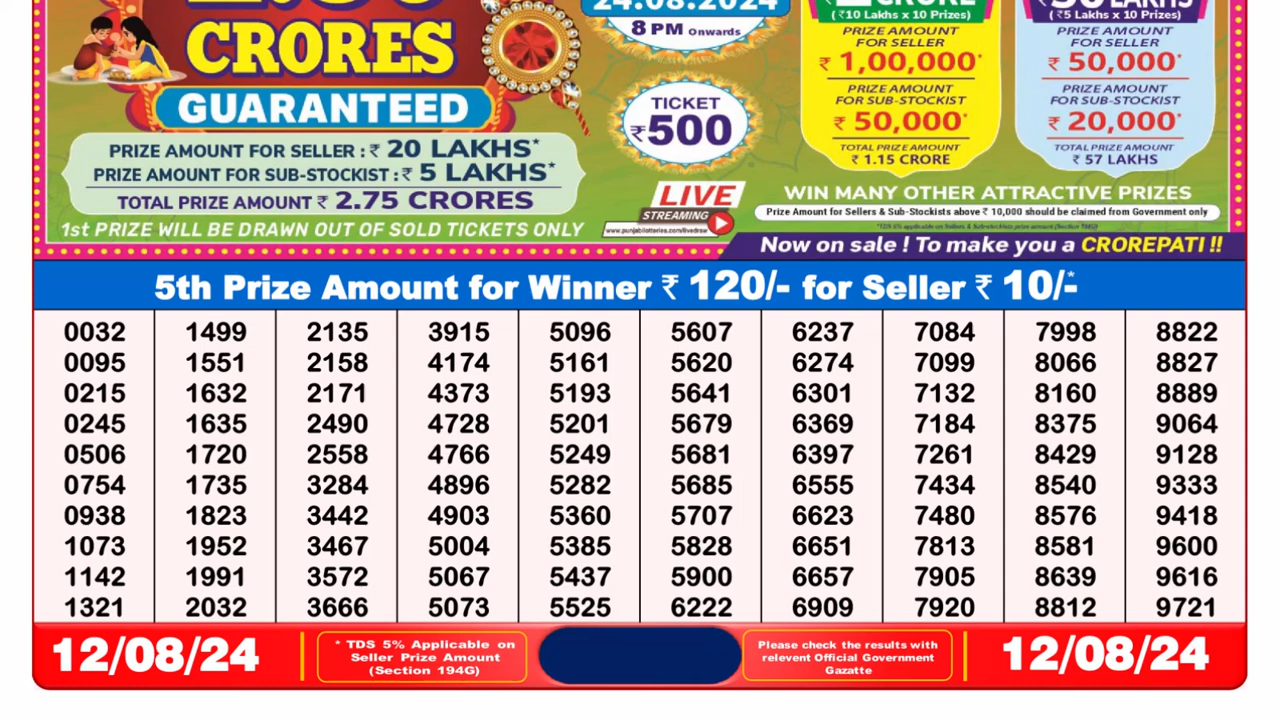 CRORES
GUARANTEED
PRIZE AMOUNT FOR SELLER : ₹ 20 LAKHS*
PRIZE AMOUNT FOR SUB-STOCKIST : ₹ 5 LAKHS*
TOTAL PRIZE AMOUNT ₹ 2.75 CRORES
1st PRIZE WILL BE DRAWN OUT OF SOLD TICKETS ONLY
24.08.2024
8 PM Onwards
TICKET
₹500
LIVE
STREAMING
www.punjablotteries.com/livedraw
CRORE
(₹10 Lakhs x 10 Prizes)
PRIZE AMOUNT
FOR SELLER
₹ 1,00,000*
PRIZE AMOUNT
FOR SUB-STOCKIST
₹ 50,000*
TOTAL PRIZE AMOUNT
₹ 1.15 CRORE
LAKHS
(₹5 Lakhs x 10 Prizes)
PRIZE AMOUNT
FOR SELLER
₹ 50,000*
PRIZE AMOUNT
FOR SUB-STOCKIST
₹ 20,000*
TOTAL PRIZE AMOUNT
₹ 57 LAKHS
WIN MANY OTHER ATTRACTIVE PRIZES
Prize Amount for Sellers & Sub-Stockists above ₹ 10,000 should be claimed from Government only
Now on sale ! To make you a CROREPATI !!
5th Prize Amount for Winner ₹ 120/- for Seller ₹ 10/-*
0032 1499 2135 3915 5096 5607 6237 7084 7998 8822
0095 1551 2158 4174 5161 5620 6274 7099 8066 8827
0215 1632 2171 4373 5193 5641 6301 7132 8160 8889
0245 1635 2490 4728 5201 5679 6369 7184 8375 9064
0506 1720 2558 4766 5249 5681 6397 7261 8429 9128
0754 1735 3284 4896 5282 5685 6555 7434 8540 9333
0938 1823 3442 4903 5360 5707 6623 7480 8576 9418
1073 1952 3467 5004 5385 5828 6651 7813 8581 9600
1142 1991 3572 5067 5437 5900 6657 7905 8639 9616
1321 2032 3666 5073 5525 6222 6909 7920 8812 9721
12/08/24
* TDS 5% Applicable on
Seller Prize Amount
(Section 194G)
Please check the results with
relevent Official Government
Gazatte
12/08/24